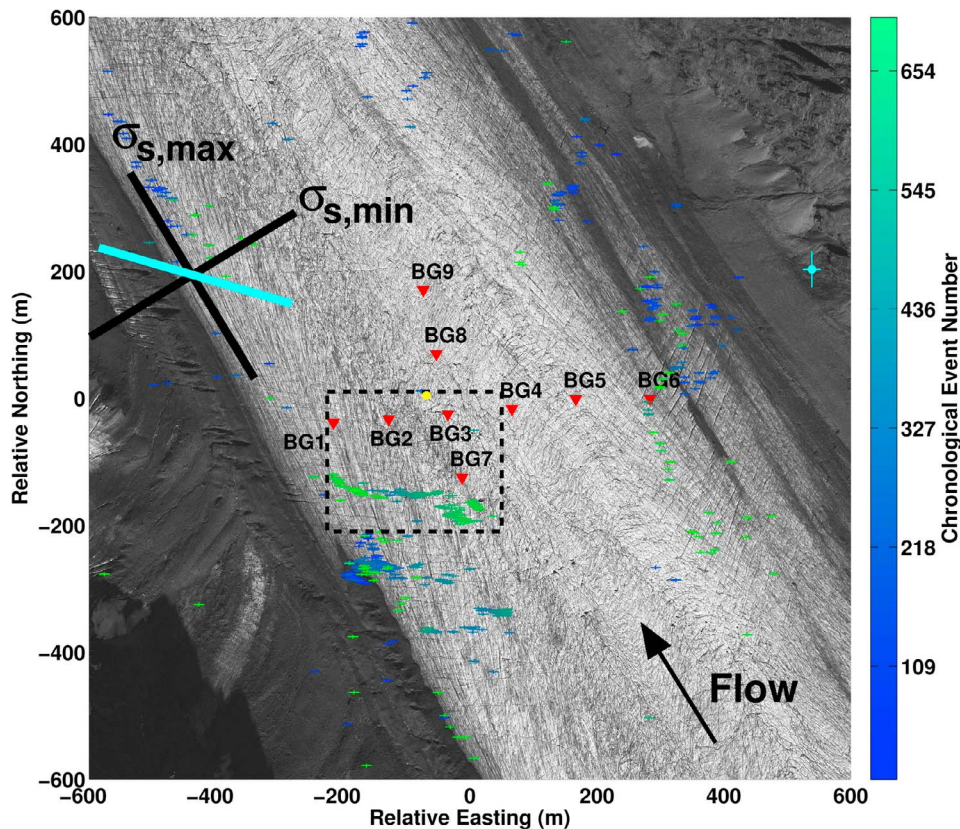 600
400
200
0
−200
−400
−600
Relative Northing (m)
−600
−400
−200
0
200
400
600
Relative Easting (m)
σs,max
σs,min
BG9
BG8
BG4
BG5
BG6
BG1
BG2
BG3
BG7
Flow
654
545
436
327
218
109
Chronological Event Number